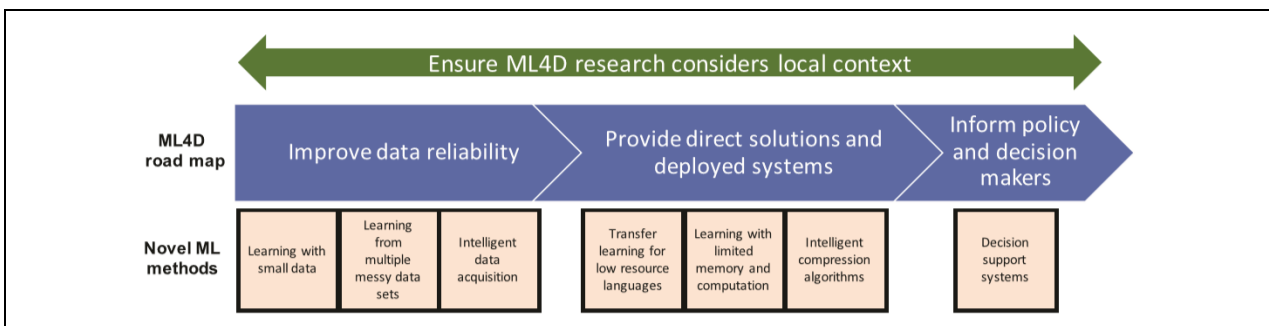 Ensure ML4D research considers local context
ML4D
road map
Improve data reliability
Provide direct solutions and
deployed systems
Inform policy
and decision
makers
Novel ML
methods
Learning with
small data
Learning
from
multiple
messy data
sets
Intelligent
data
acquisition
Transfer
learning for
low resource
languages
Learning with
limited
memory and
computation
Intelligent
compression
algorithms
Decision
support
systems